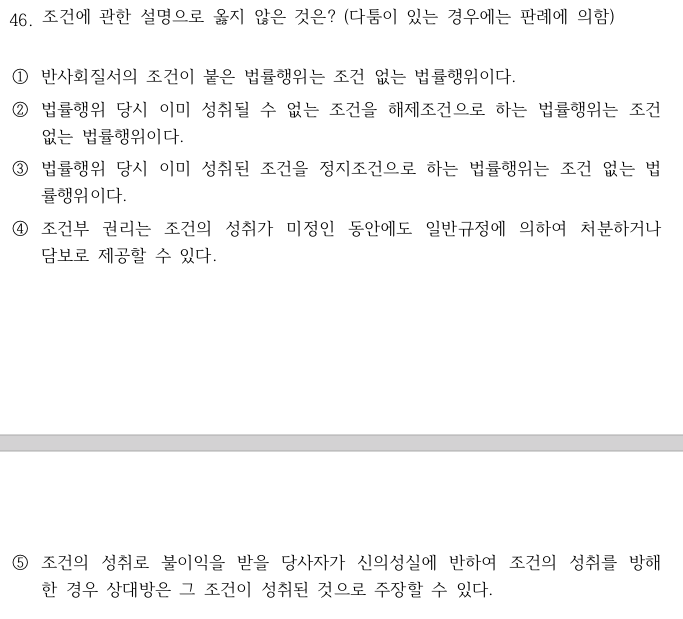 46. 조건에 관한 설명으로 옳지 않은 것은? (다툼이 있는 경우에는 판례에 의함)
① 반사회질서의 조건이 붙은 법률행위는 조건 없는 법률행위이다.
② 법률행위 당시 이미 성취될 수 없는 조건을 해제조건으로 하는 법률행위는 조건
없는 법률행위이다.
③ 법률행위 당시 이미 성취된 조건을 정지조건으로 하는 법률행위는 조건 없는 법
률행위이다.
④ 조건부 권리는 조건의 성취가 미정인 동안에도 일반규정에 의하여 처분하거나
담보로 제공할 수 있다.
⑤ 조건의 성취로 불이익을 받을 당사자가 신의성실에 반하여 조건의 성취를 방해
한 경우 상대방은 그 조건이 성취된 것으로 주장할 수 있다.